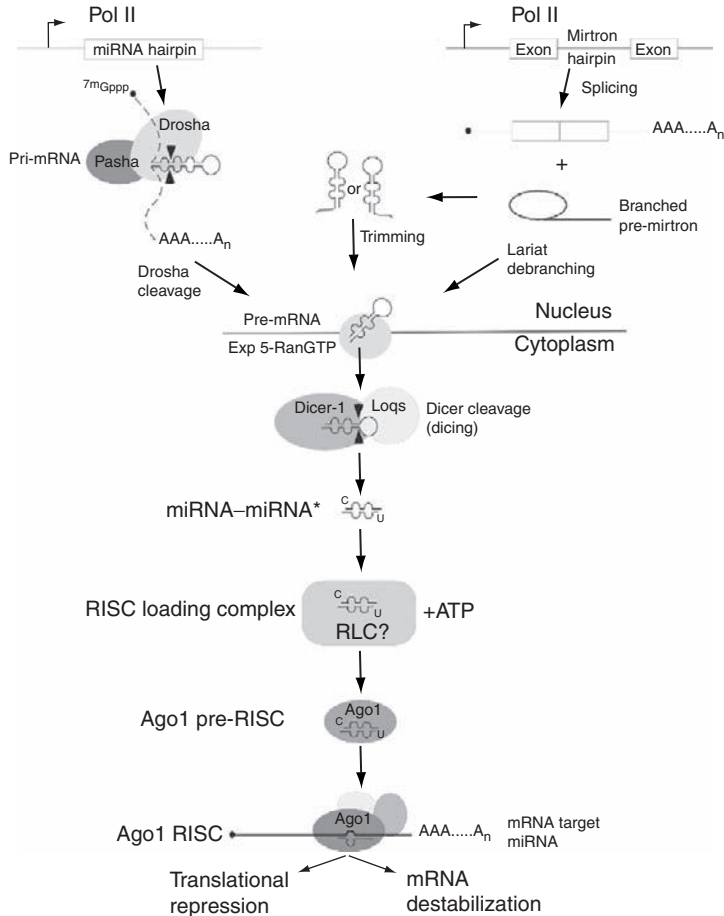 Pol II
miRNA hairpin
7mGppp
Drosha
Pri-mRNA
Pasha
AAA.....An
Drosha
cleavage
Pol II
Exon
Mirtron
hairpin
Exon
Splicing
AAA.....An
+
Branched
pre-mirtron
or
Trimming
Lariat
debranching
Pre-mRNA
Nucleus
Exp 5-RanGTP
Cytoplasm
Dicer-1
Loqs
Dicer cleavage
(dicing)
miRNA–miRNA*
C
U
RISC loading complex
C
U
RLC?
+ATP
Ago1 pre-RISC
Ago1
C
U
Ago1 RISC
Ago1
AAA.....An
mRNA target
miRNA
Translational
repression
mRNA
destabilization